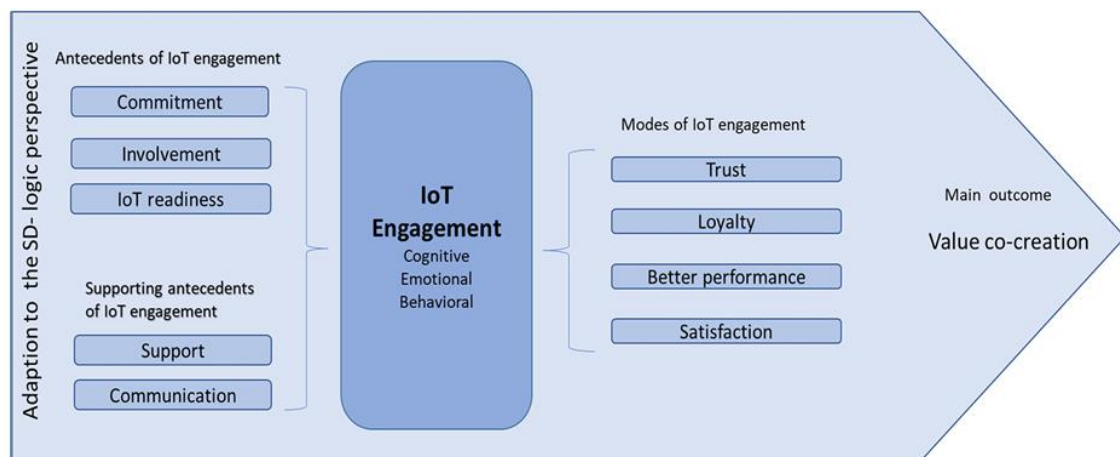 Adaption to the SD- logic perspective
Antecedents of IoT engagement
Commitment
Involvement
IoT readiness
Supporting antecedents
of IoT engagement
Support
Communication
IoT
Engagement
Cognitive
Emotional
Behavioral
Modes of IoT engagement
Trust
Loyalty
Better performance
Satisfaction
Main outcome
Value co-creation